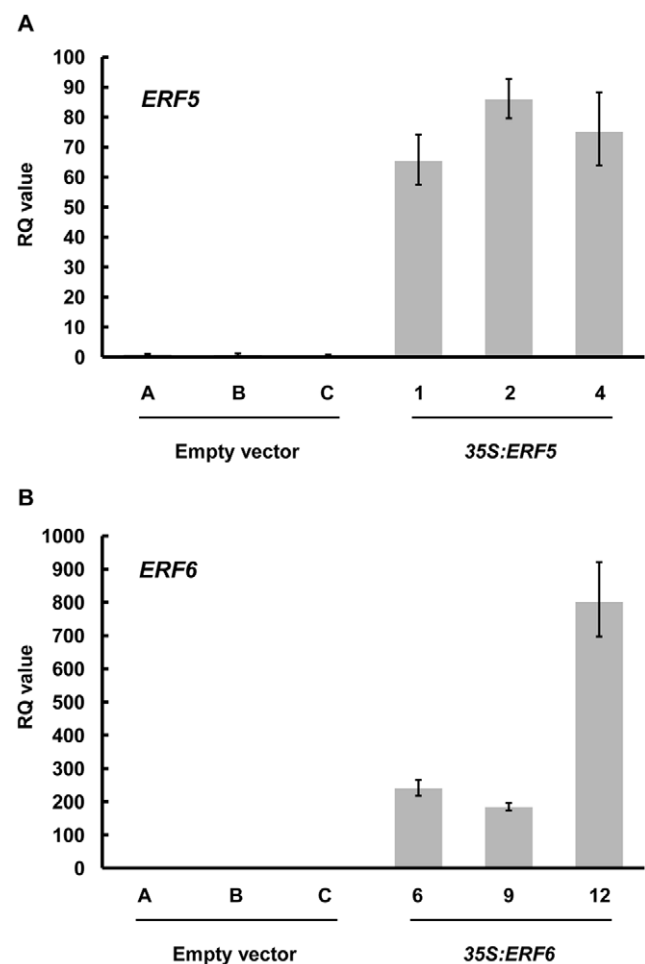 A
ERF5
RQ value
100
90
80
70
60
50
40
30
20
10
0
A B C 1 2 4
Empty vector 35S:ERF5
B
ERF6
RQ value
1000
900
800
700
600
500
400
300
200
100
0
A B C 6 9 12
Empty vector 35S:ERF6